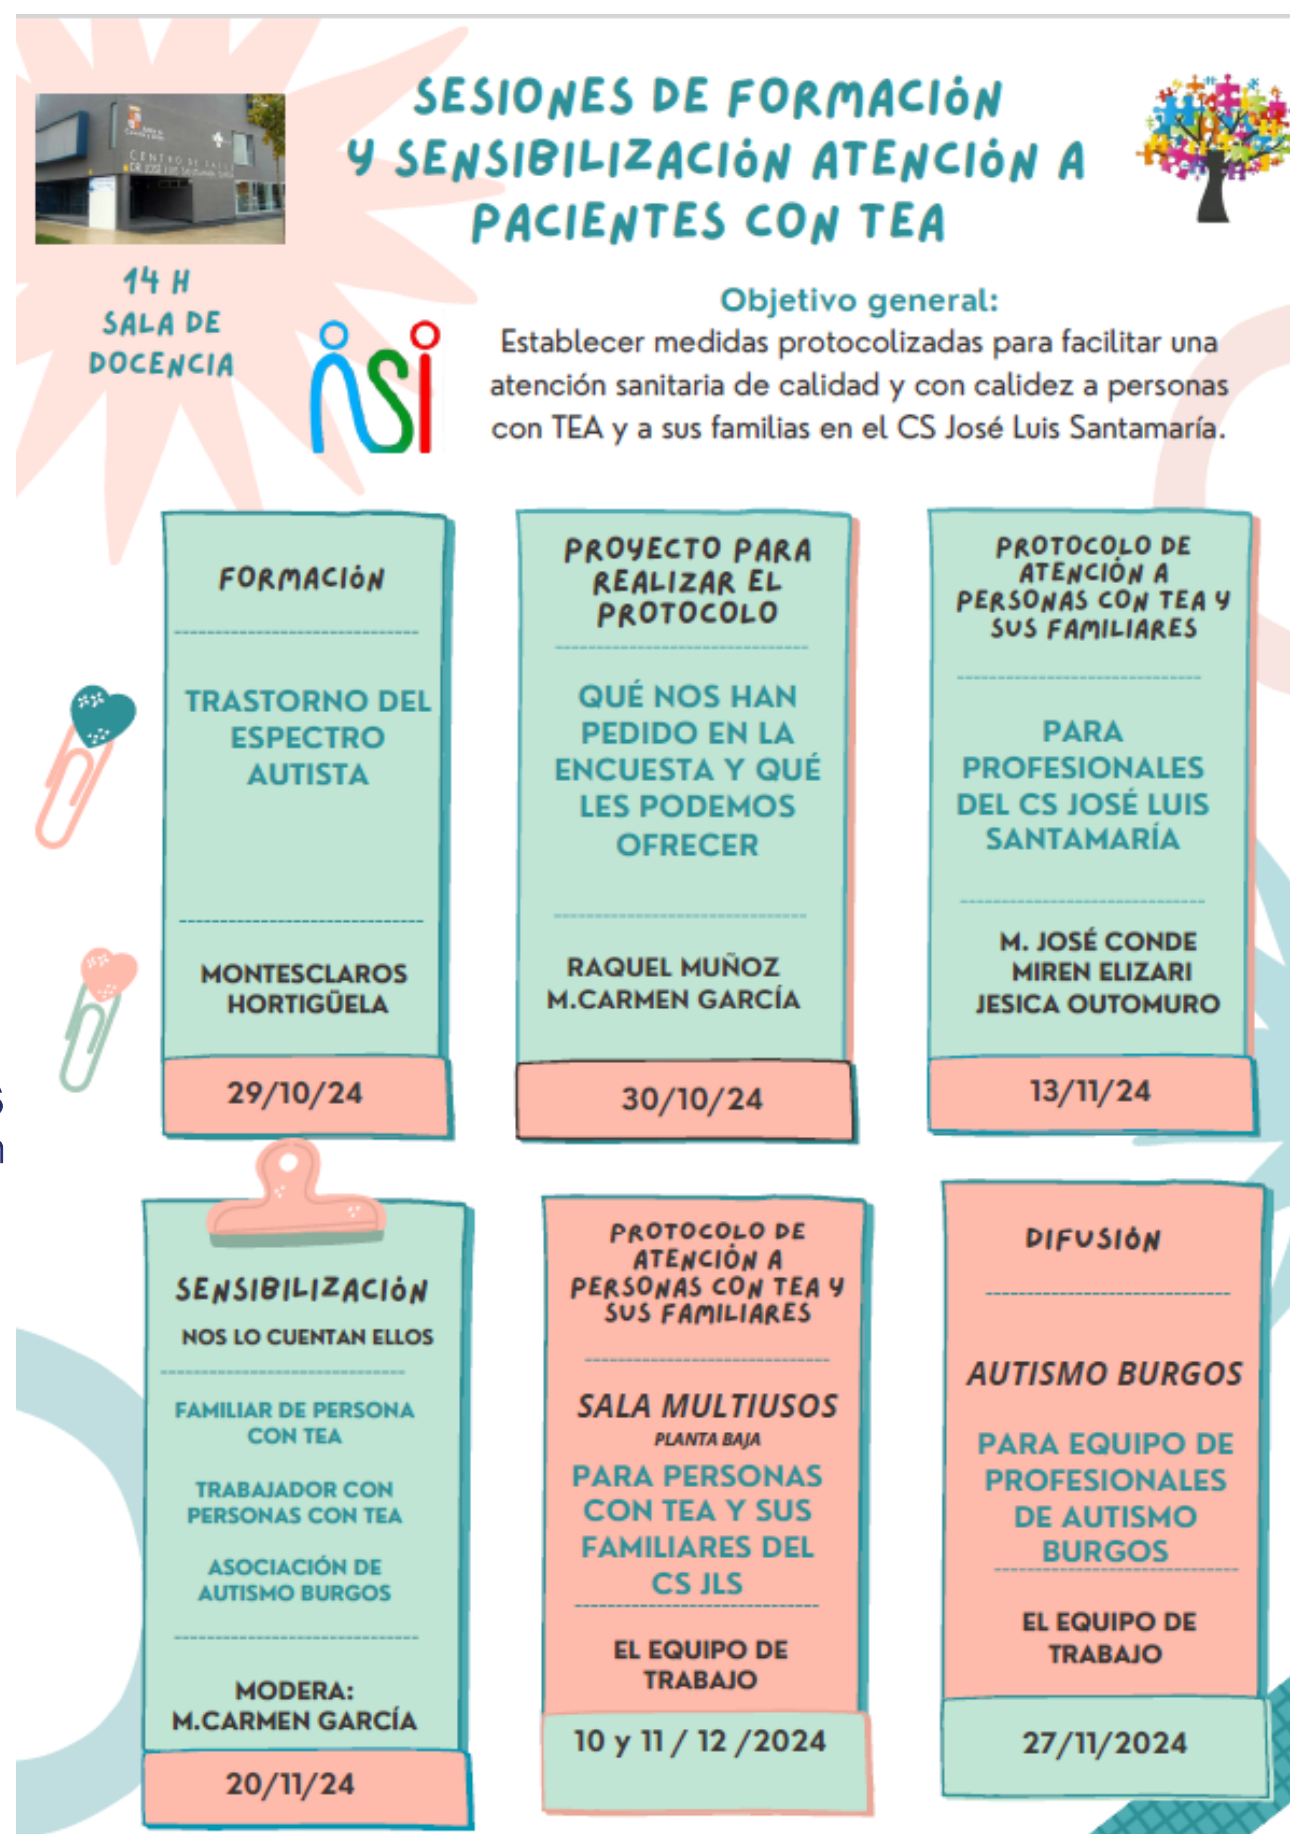 SESIONES DE FORMACIÓN
Y SENSIBILIZACIÓN ATENCIÓN A
PACIENTES CON TEA
CENTRO DE SALUD
14 H
SALA DE
DOCENCIA
Objetivo general:
Establecer medidas protocolizadas para facilitar una
atención sanitaria de calidad y con calidez a personas
con TEA y a sus familias en el CS José Luis Santamaría.
FORMACIÓN
TRASTORNO DEL
ESPECTRO
AUTISTA
MONTESCLAROS
HORTIGÜELA
29/10/24
PROYECTO PARA
REALIZAR EL
PROTOCOLO
QUÉ NOS HAN
PEDIDO EN LA
ENCUESTA Y QUÉ
LES PODEMOS
OFRECER
RAQUEL MUÑOZ
M.CARMEN GARCÍA
30/10/24
PROTOCOLO DE
ATENCIÓN A
PERSONAS CON TEA Y
SUS FAMILIARES
PARA
PROFESIONALES
DEL CS JOSÉ LUIS
SANTAMARÍA
M. JOSÉ CONDE
MIREN ELIZARI
JESICA OUTOMURO
13/11/24
SENSIBILIZACIÓN
NOS LO CUENTAN ELLOS
FAMILIAR DE PERSONA
CON TEA
TRABAJADOR CON
PERSONAS CON TEA
ASOCIACIÓN DE
AUTISMO BURGOS
MODERA:
M.CARMEN GARCÍA
20/11/24
PROTOCOLO DE
ATENCIÓN A
PERSONAS CON TEA Y
SUS FAMILIARES
SALA MULTIUSOS
PLANTA BAJA
PARA PERSONAS
CON TEA Y SUS
FAMILIARES DEL
CS JLS
EL EQUIPO DE
TRABAJO
10 y 11 / 12 /2024
DIFUSIÓN
AUTISMO BURGOS
PARA EQUIPO DE
PROFESIONALES
DE AUTISMO
BURGOS
EL EQUIPO DE
TRABAJO
27/11/2024